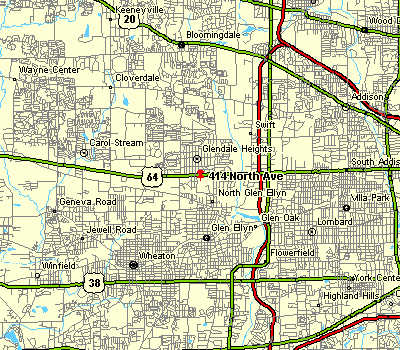 Keeneyville
20
Wood D
Bloomingdale
Wayne Center
Cloverdale
Addison
Swift
Carol Stream
Glendale Heights
South Addis
64
414 North Ave
North Glen Ellyn
Villa Park
Geneva Road
Glen Oak
Lombard
Jewell Road
Glen Ellyn
Wheaton
Flowerfield
Winfield
38
York Cente
Highland Hills